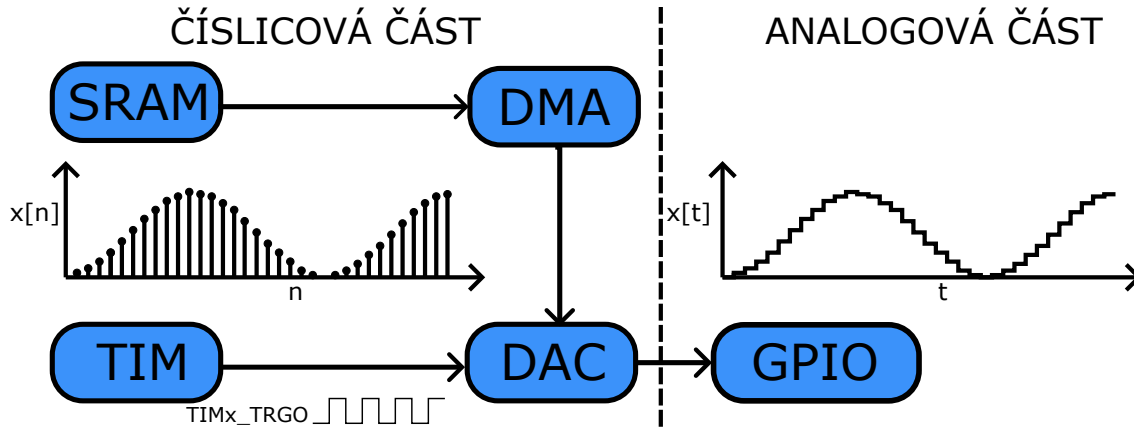 ČÍSLICOVÁ ČÁST
ANALOGOVÁ ČÁST
SRAM
DMA
x[n]
n
x[t]
t
TIM
DAC
GPIO
TIMx_TRGO